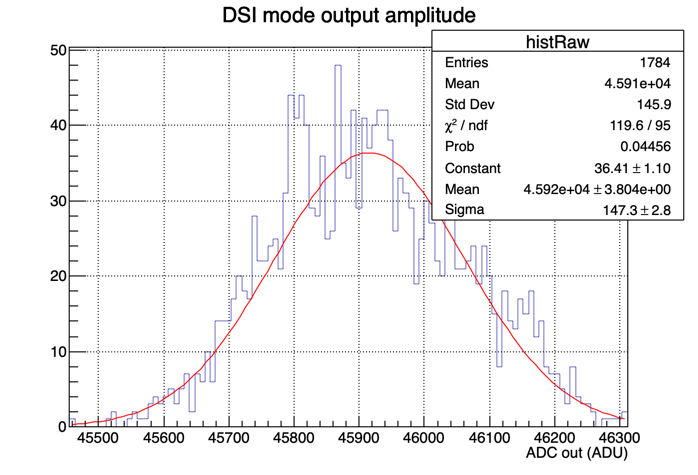 DSI mode output amplitude
histRaw
Entries 1784
Mean 4.591e+04
Std Dev 145.9
χ² / ndf 119.6 / 95
Prob 0.04456
Constant 36.41 ± 1.10
Mean 4.592e+04 ± 3.804e+00
Sigma 147.3 ± 2.8
50
40
30
20
10
0
45500 45600 45700 45800 45900 46000 46100 46200 46300
ADC out (ADU)